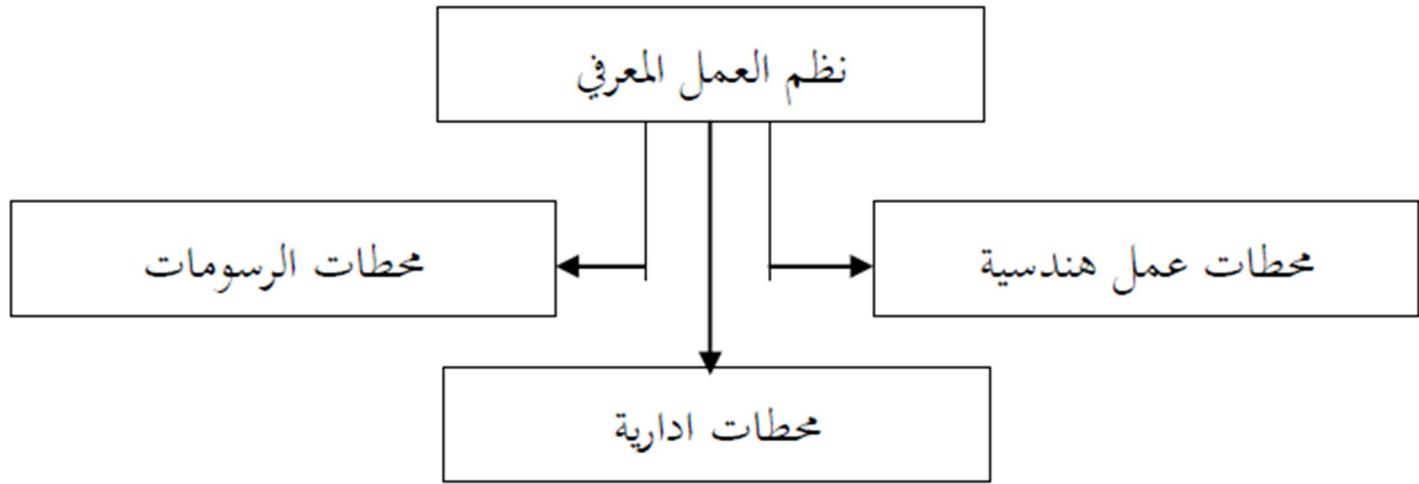 نظم العمل المعرفي
محطات عمل هندسية
محطات الرسومات
محطات ادارية